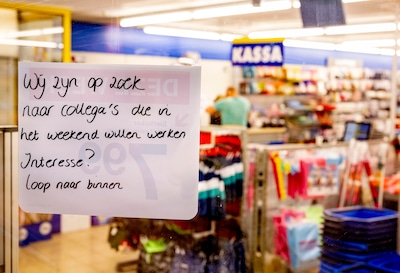 KASSA
Wij zijn op zoek
naar collega's die in
het weekend willen werken
Interesse?
Loop naar binnen